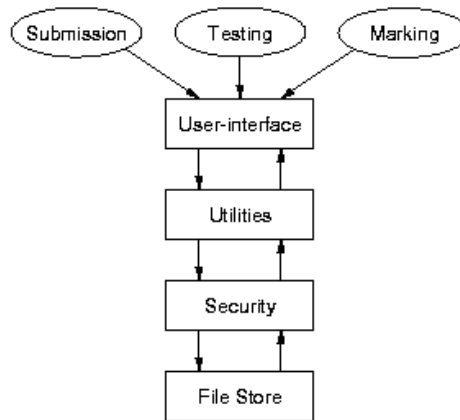 Submission
Testing
Marking
User-interface
Utilities
Security
File Store